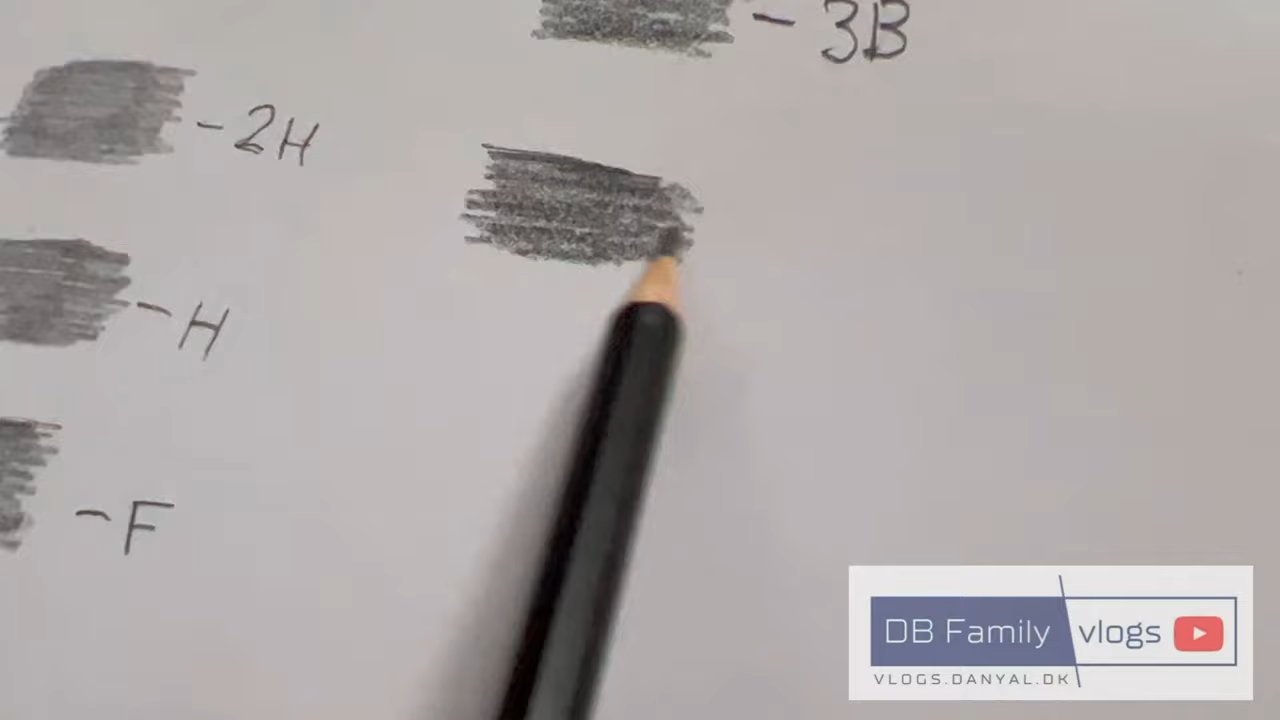 - 3B
- 2H
- H
- F
DB Family vlogs
VLOGS.DANYAL.DK